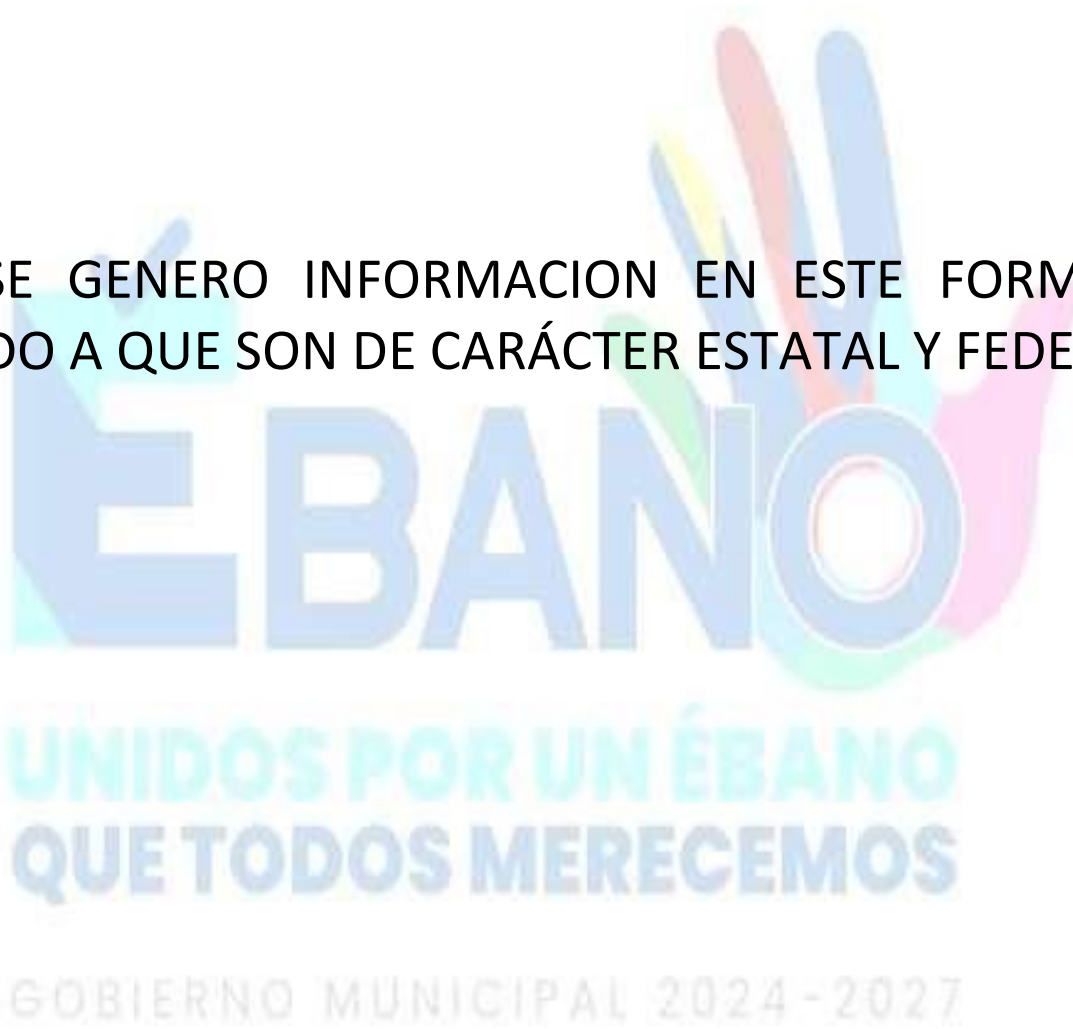 SE GENERO INFORMACION EN ESTE FORM
DO A QUE SON DE CARÁCTER ESTATAL Y FEDE
ÉBANO
UNIDOS POR UN ÉBANO
QUE TODOS MERECEMOS
GOBIERNO MUNICIPAL 2024-2027